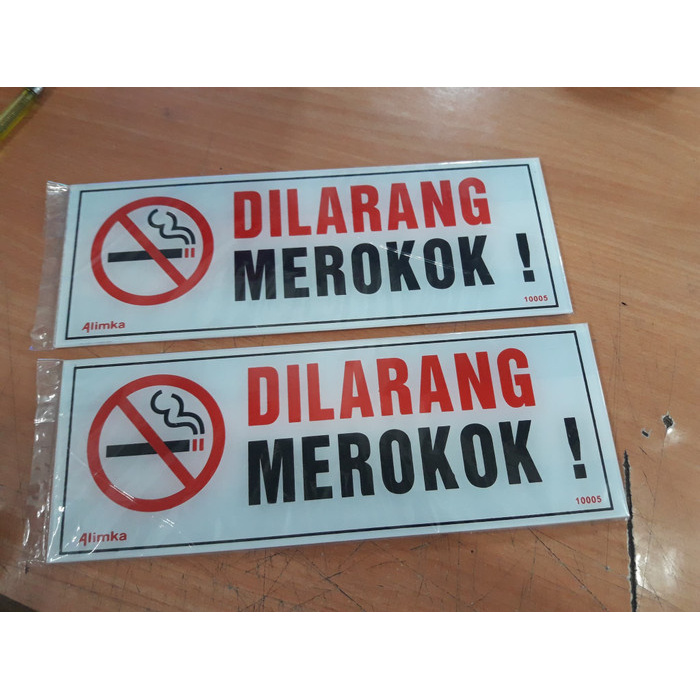 DILARANG
MEROKOK !
Alimka
10005
DILARANG
MEROKOK !
Alimka
10005